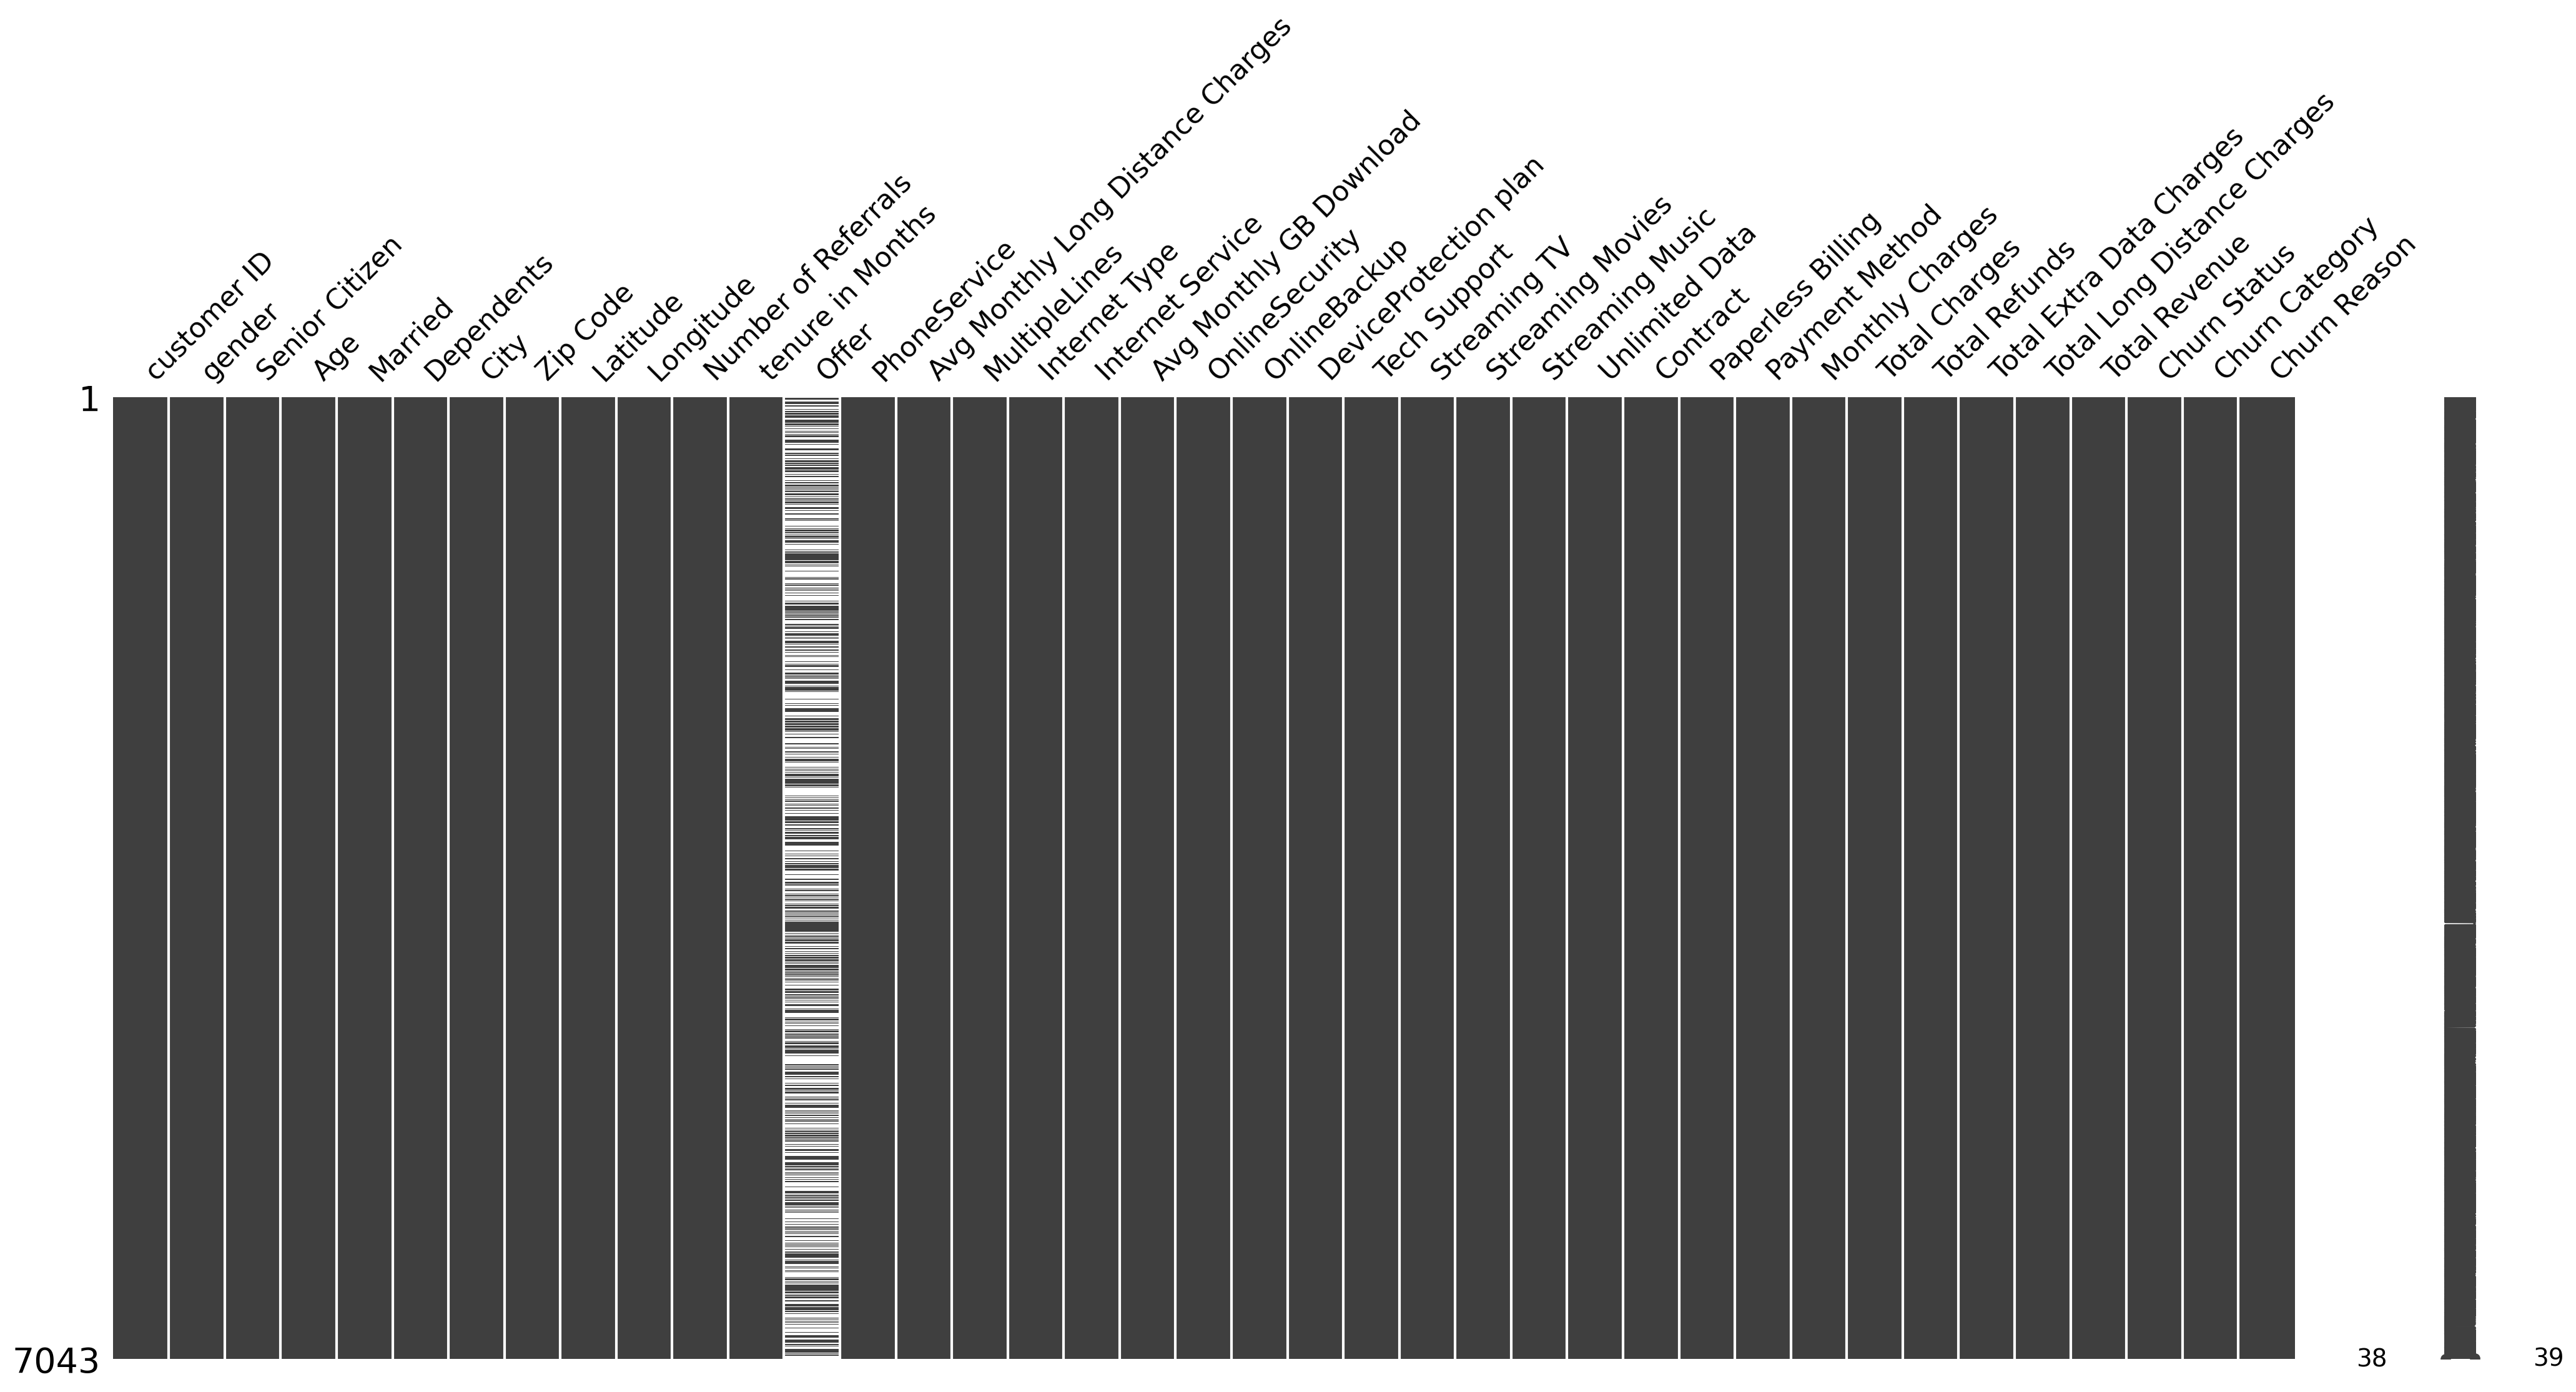 customer ID
gender
Senior Citizen
Age
Married
Dependents
City
Zip Code
Latitude
Longitude
Number of Referrals
tenure in Months
Offer
PhoneService
Avg Monthly Long Distance Charges
MultipleLines
Internet Type
Internet Service
Avg Monthly GB Download
OnlineSecurity
OnlineBackup
DeviceProtection plan
Tech Support
Streaming TV
Streaming Movies
Streaming Music
Unlimited Data
Contract
Paperless Billing
Payment Method
Monthly Charges
Total Charges
Total Refunds
Total Extra Data Charges
Total Long Distance Charges
Total Revenue
Churn Status
Churn Category
Churn Reason
1
7043
38
39